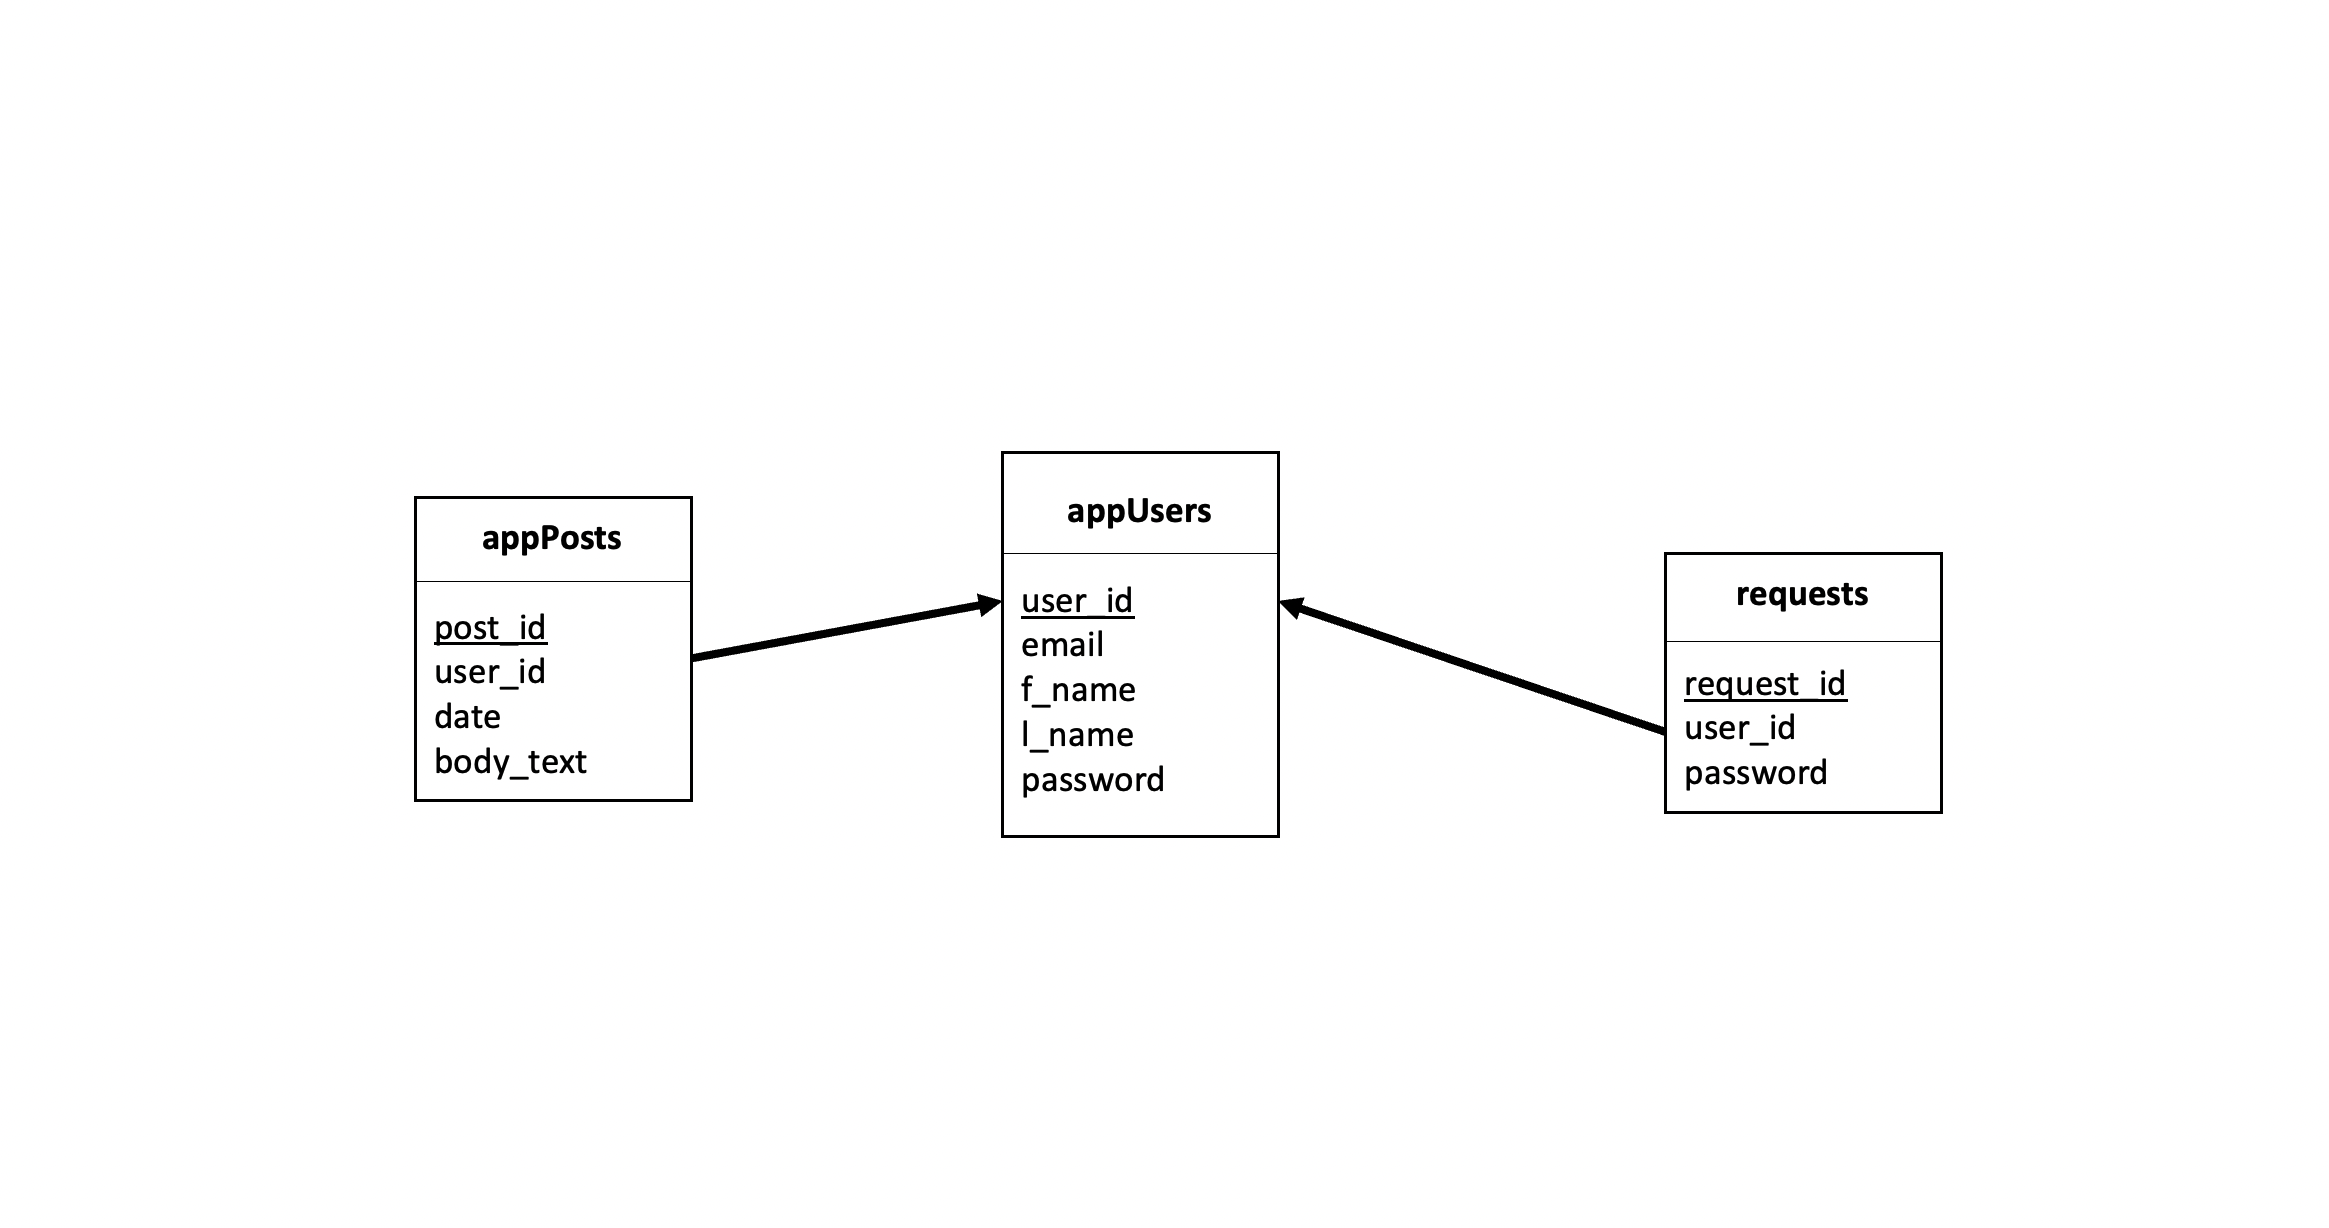 appPosts
post_id
user_id
date
body_text
appUsers
user_id
email
f_name
l_name
password
requests
request_id
user_id
password